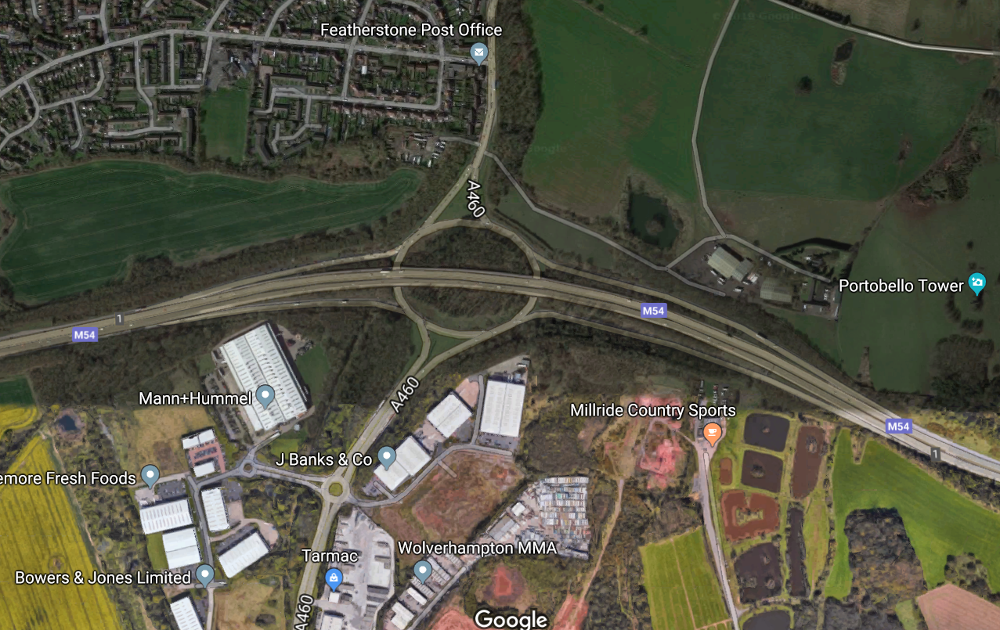 Featherstone Post Office
A460
Portobello Tower
1
M54
M54
Mann+Hummel
A460
Millride Country Sports
M54
1
J Banks & Co
emore Fresh Foods
Wolverhampton MMA
Tarmac
Bowers & Jones Limited
A460
Google